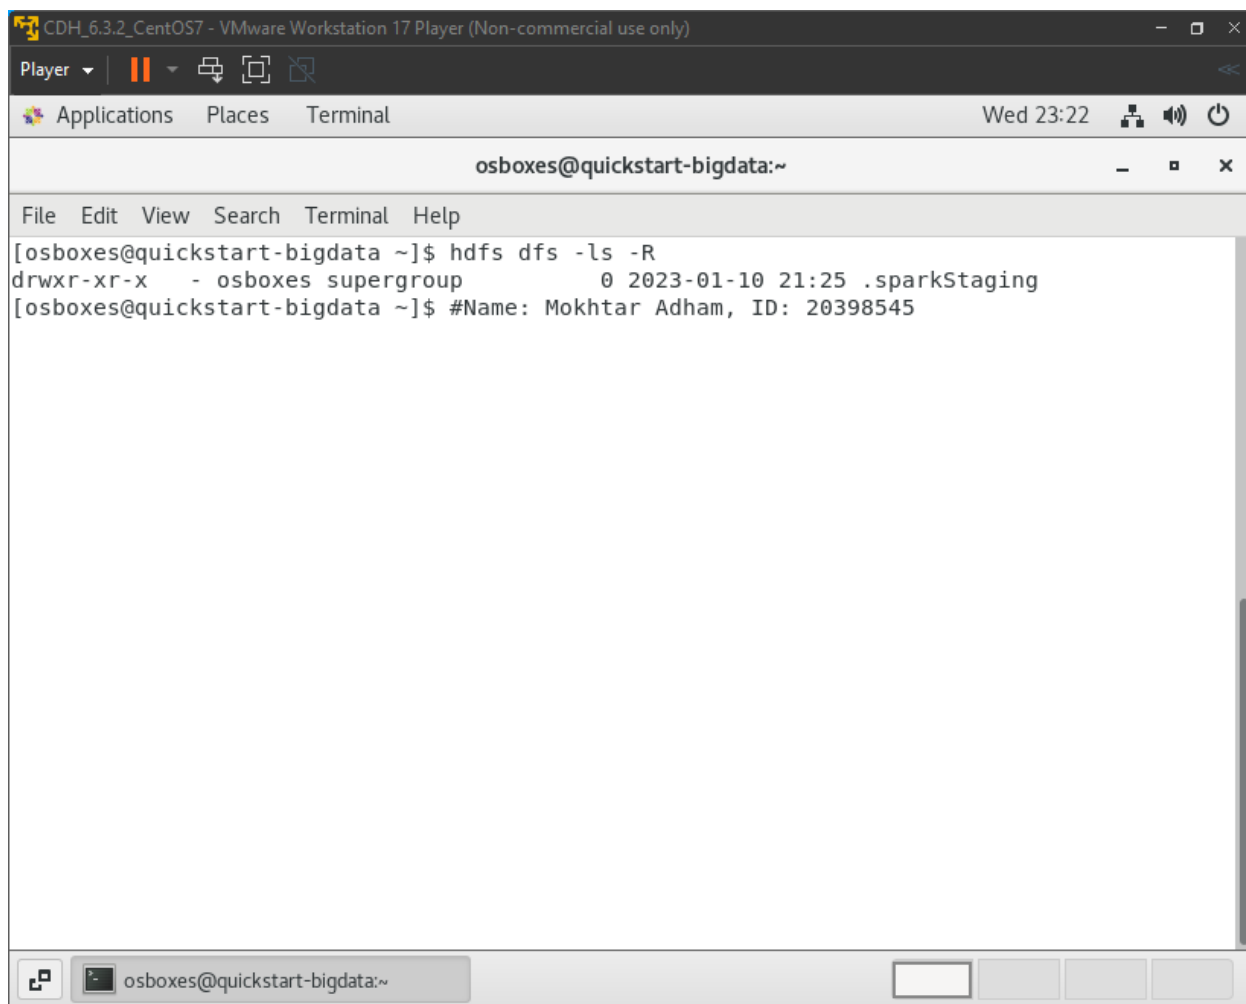 CDH_6.3.2_CentOS7 - VMware Workstation 17 Player (Non-commercial use only)
Player
Applications Places Terminal Wed 23:22
osboxes@quickstart-bigdata:~
File Edit View Search Terminal Help
[osboxes@quickstart-bigdata ~]$ hdfs dfs -ls -R
drwxr-xr-x   - osboxes supergroup          0 2023-01-10 21:25 .sparkStaging
[osboxes@quickstart-bigdata ~]$ #Name: Mokhtar Adham, ID: 20398545
osboxes@quickstart-bigdata:~